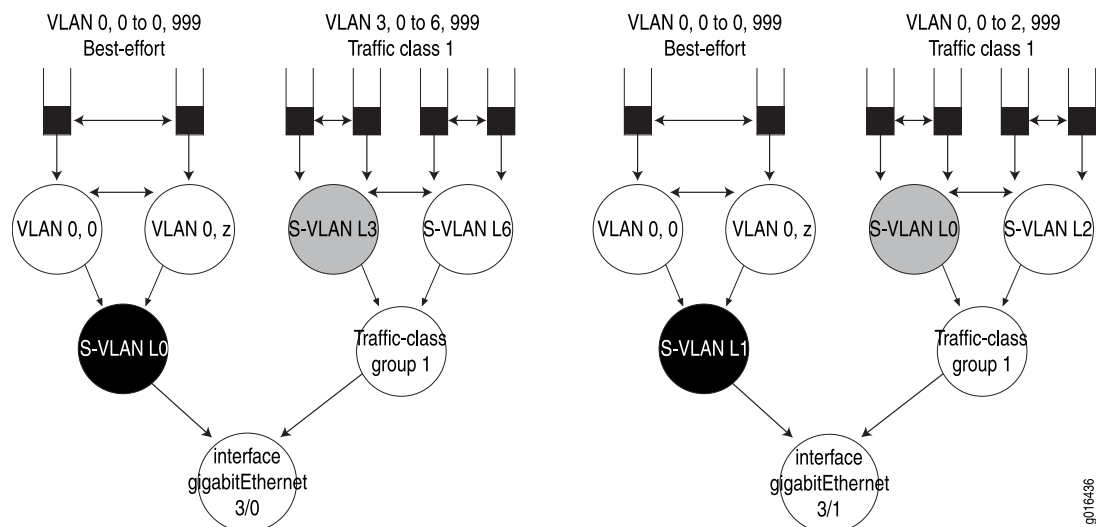 VLAN 0, 0 to 0, 999
Best-effort
VLAN 3, 0 to 6, 999
Traffic class 1
VLAN 0, 0 to 0, 999
Best-effort
VLAN 0, 0 to 2, 999
Traffic class 1
VLAN 0, 0
VLAN 0, z
S-VLAN L3
S-VLAN L6
VLAN 0, 0
VLAN 0, z
S-VLAN L0
S-VLAN L2
S-VLAN L0
Traffic-class
group 1
S-VLAN L1
Traffic-class
group 1
interface
gigabitEthernet
3/0
interface
gigabitEthernet
3/1
g016436